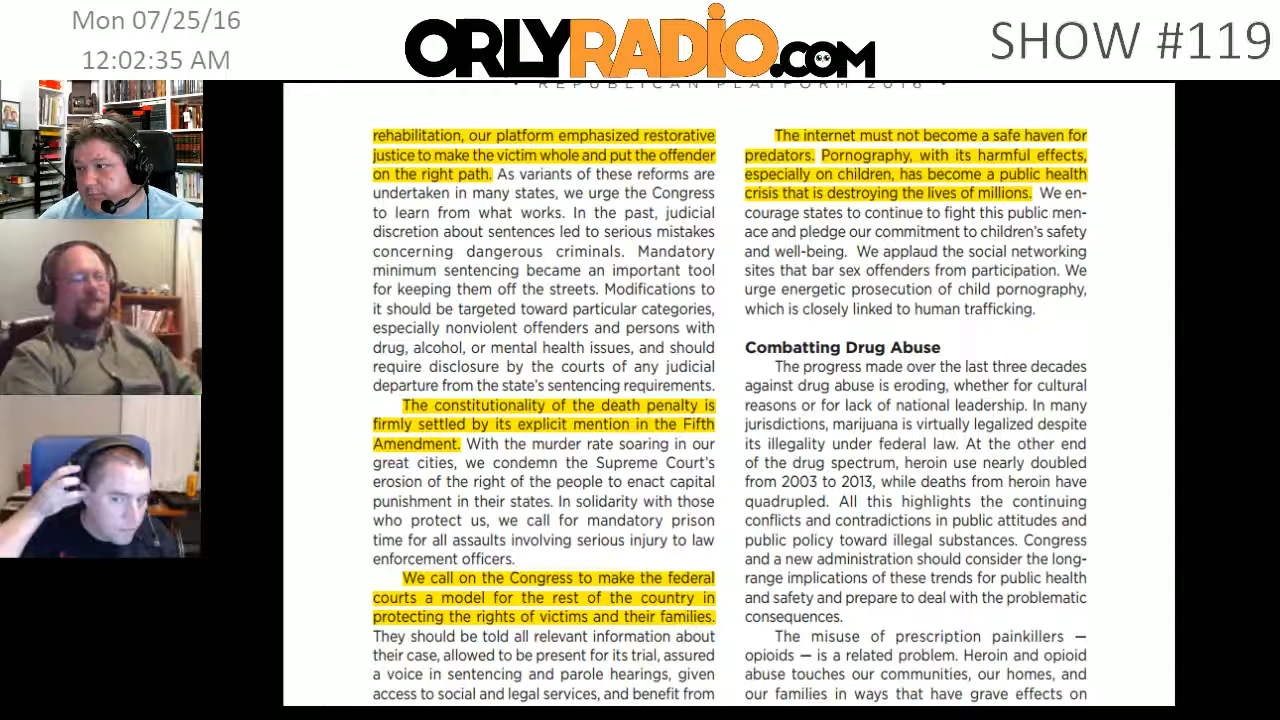 Mon 07/25/16
12:02:35 AM
ORLYRADIO.COM
SHOW #119
• REPUBLICAN PLATFORM 2016 •
rehabilitation, our platform emphasized restorative
justice to make the victim whole and put the offender
on the right path. As variants of these reforms are
undertaken in many states, we urge the Congress
to learn from what works. In the past, judicial
discretion about sentences led to serious mistakes
concerning dangerous criminals. Mandatory
minimum sentencing became an important tool
for keeping them off the streets. Modifications to
it should be targeted toward particular categories,
especially nonviolent offenders and persons with
drug, alcohol, or mental health issues, and should
require disclosure by the courts of any judicial
departure from the state's sentencing requirements.
The constitutionality of the death penalty is
firmly settled by its explicit mention in the Fifth
Amendment. With the murder rate soaring in our
great cities, we condemn the Supreme Court's
erosion of the right of the people to enact capital
punishment in their states. In solidarity with those
who protect us, we call for mandatory prison
time for all assaults involving serious injury to law
enforcement officers.
We call on the Congress to make the federal
courts a model for the rest of the country in
protecting the rights of victims and their families.
They should be told all relevant information about
their case, allowed to be present for its trial, assured
a voice in sentencing and parole hearings, given
access to social and legal services, and benefit from
The internet must not become a safe haven for
predators. Pornography, with its harmful effects,
especially on children, has become a public health
crisis that is destroying the lives of millions. We en-
courage states to continue to fight this public men-
ace and pledge our commitment to children's safety
and well-being. We applaud the social networking
sites that bar sex offenders from participation. We
urge energetic prosecution of child pornography,
which is closely linked to human trafficking.
Combatting Drug Abuse
The progress made over the last three decades
against drug abuse is eroding, whether for cultural
reasons or for lack of national leadership. In many
jurisdictions, marijuana is virtually legalized despite
its illegality under federal law. At the other end
of the drug spectrum, heroin use nearly doubled
from 2003 to 2013, while deaths from heroin have
quadrupled. All this highlights the continuing
conflicts and contradictions in public attitudes and
public policy toward illegal substances. Congress
and a new administration should consider the long-
range implications of these trends for public health
and safety and prepare to deal with the problematic
consequences.
The misuse of prescription painkillers —
opioids — is a related problem. Heroin and opioid
abuse touches our communities, our homes, and
our families in ways that have grave effects on